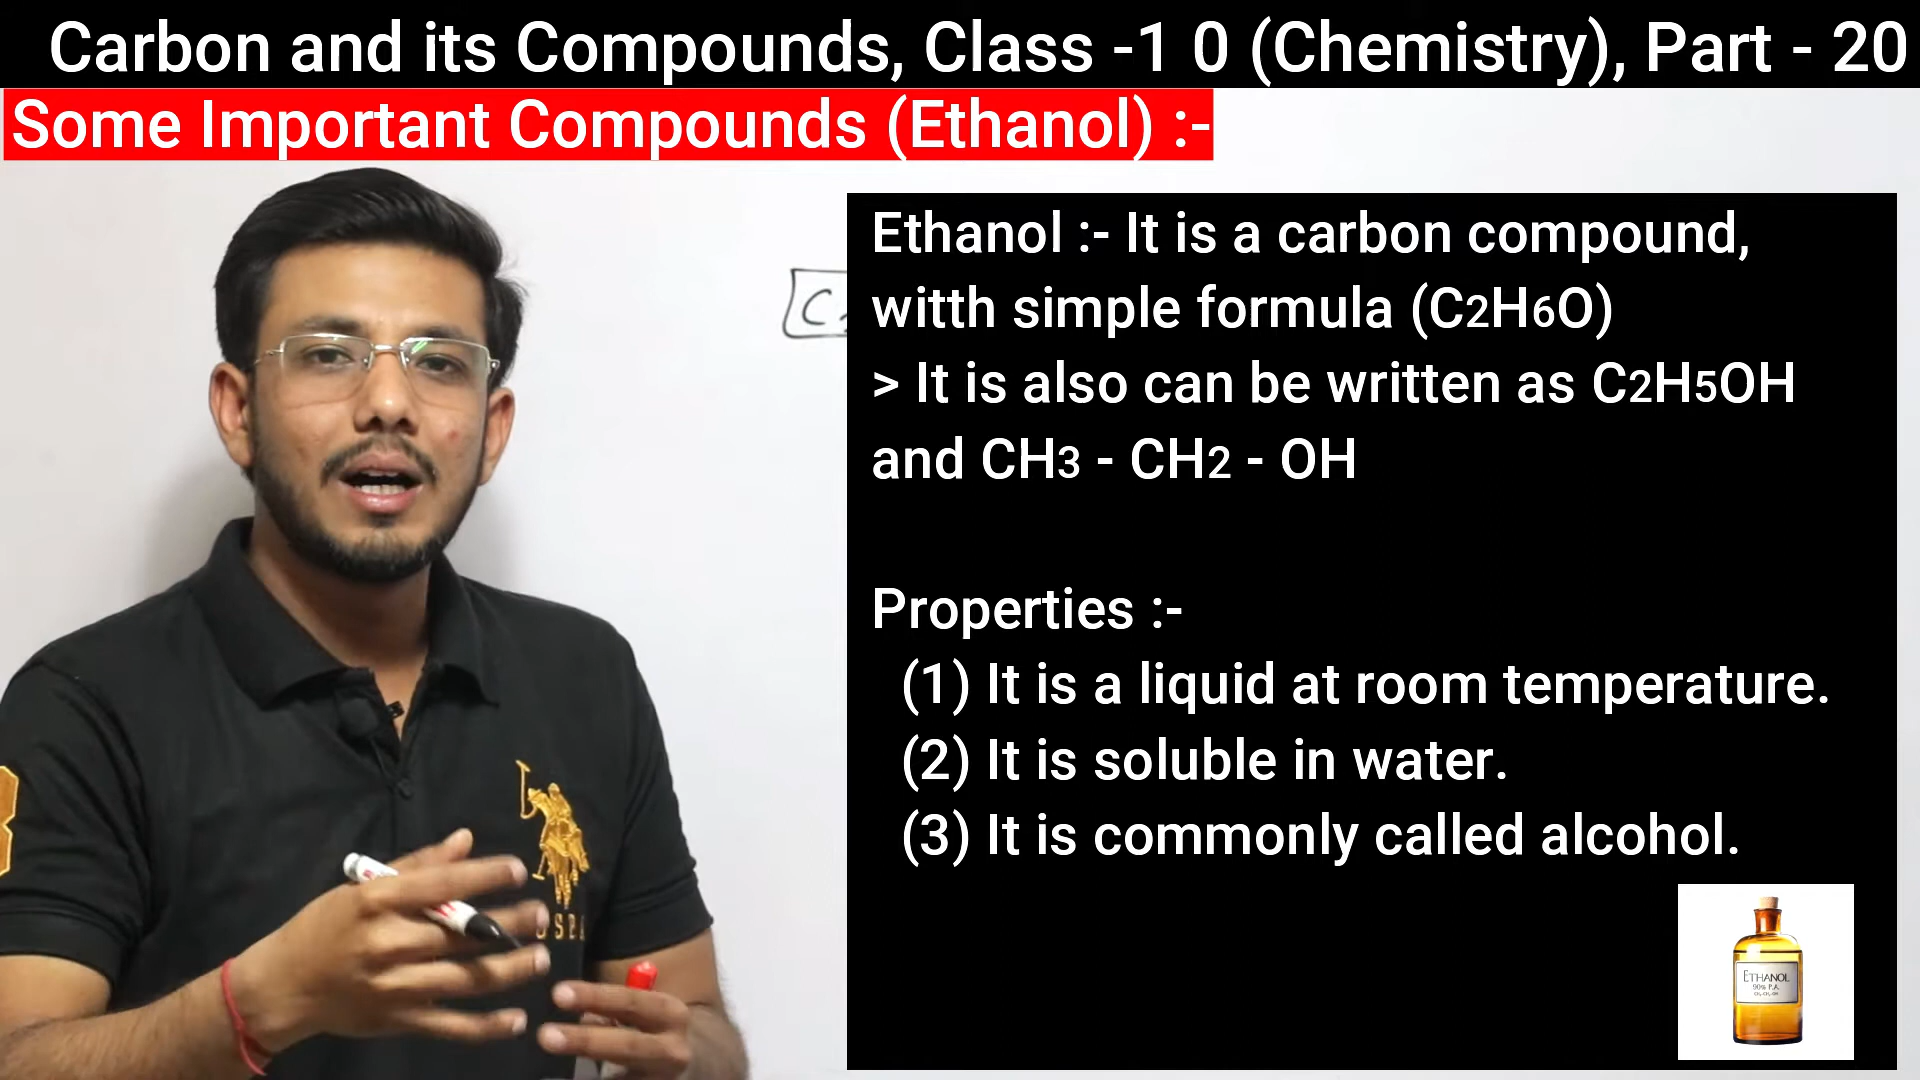 Carbon and its Compounds, Class -1 0 (Chemistry), Part - 20
Some Important Compounds (Ethanol) :-
Ethanol :- It is a carbon compound,
witth simple formula (C2H6O)
> It is also can be written as C2H5OH
and CH3 - CH2 - OH
Properties :-
(1) It is a liquid at room temperature.
(2) It is soluble in water.
(3) It is commonly called alcohol.
ETHANOL
90% P.A.